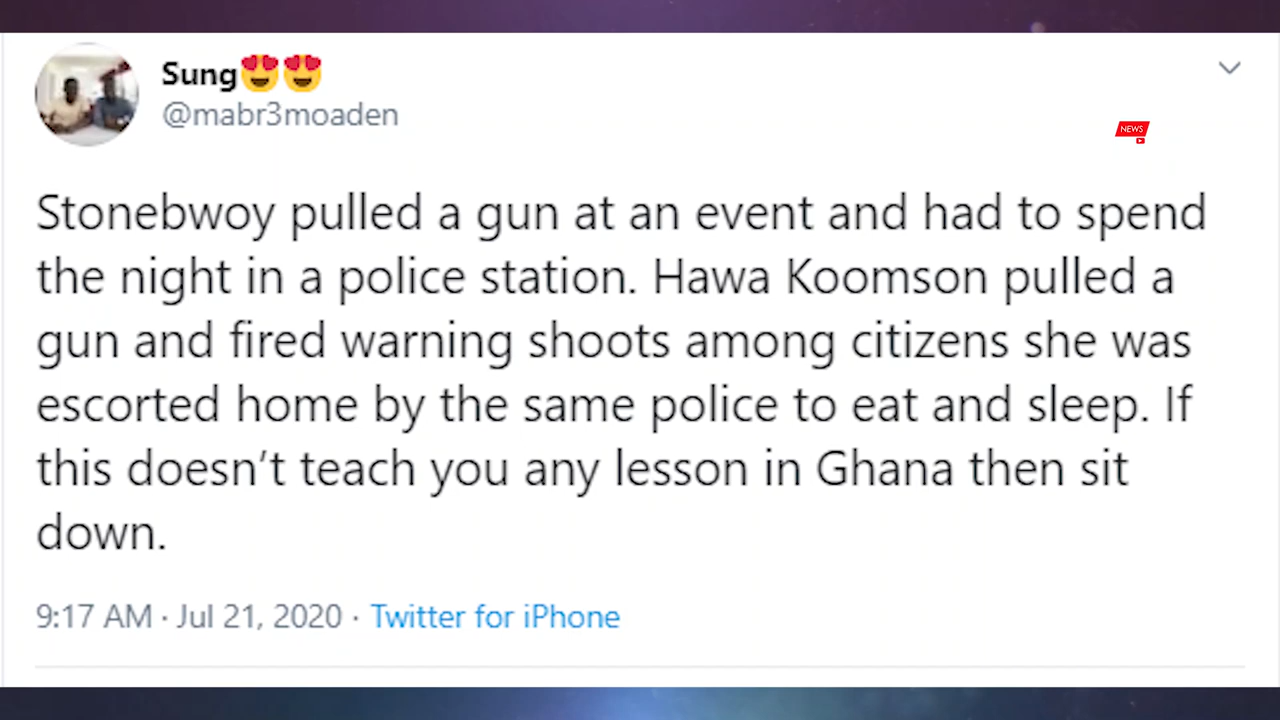 Sung😍😍
@mabr3moaden
NEWS
Stonebwoy pulled a gun at an event and had to spend
the night in a police station. Hawa Koomson pulled a
gun and fired warning shoots among citizens she was
escorted home by the same police to eat and sleep. If
this doesn’t teach you any lesson in Ghana then sit
down.
9:17 AM · Jul 21, 2020 · Twitter for iPhone